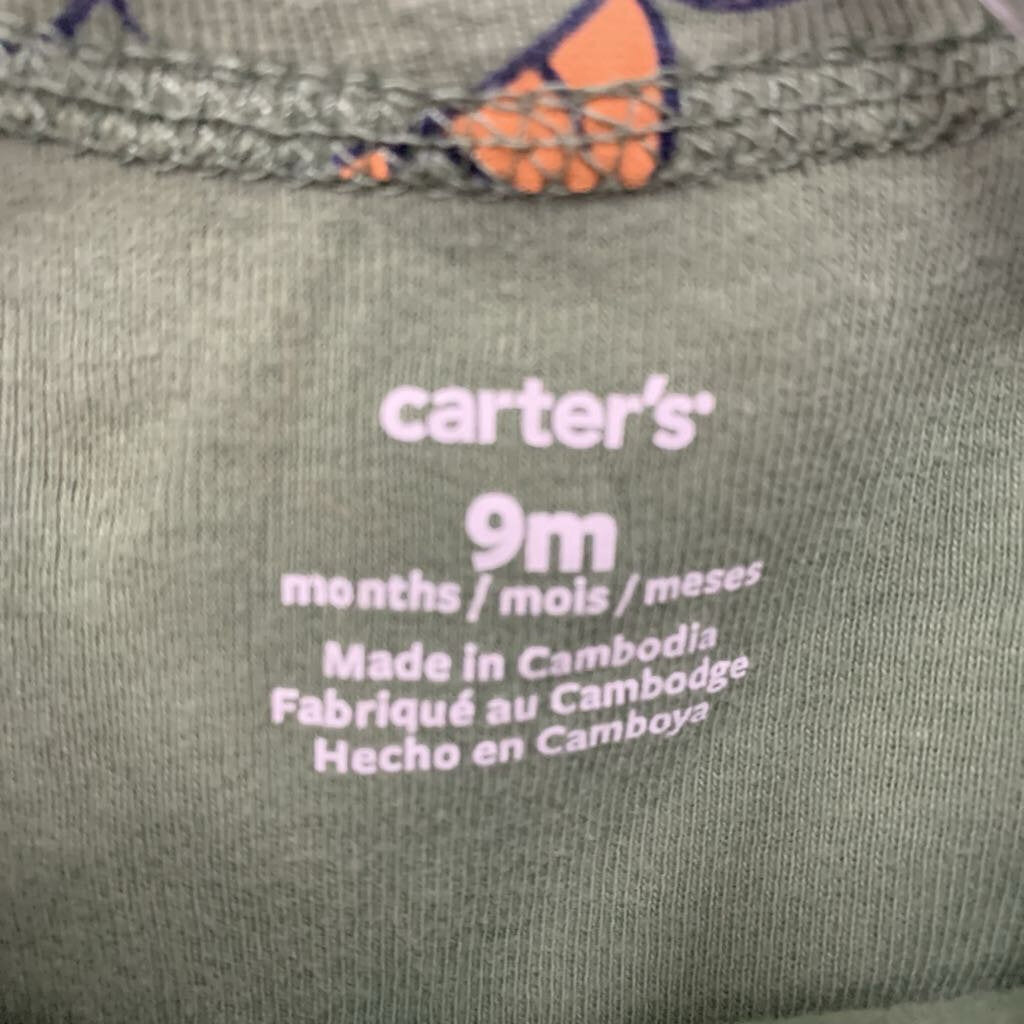 carter's
9m
months / mois / meses
Made in Cambodia
Fabriqué au Cambodge
Hecho en Camboya